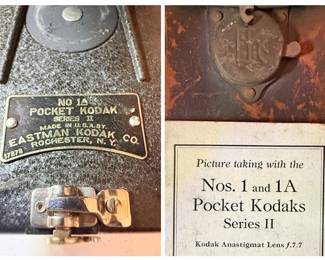 NO 1A
POCKET KODAK
SERIES II
MADE IN U.S.A. BY
EASTMAN KODAK CO.
ROCHESTER, N.Y.
Picture taking with the
Nos. 1 and 1A
Pocket Kodaks
Series II
Kodak Anastigmat Lens f.7.7